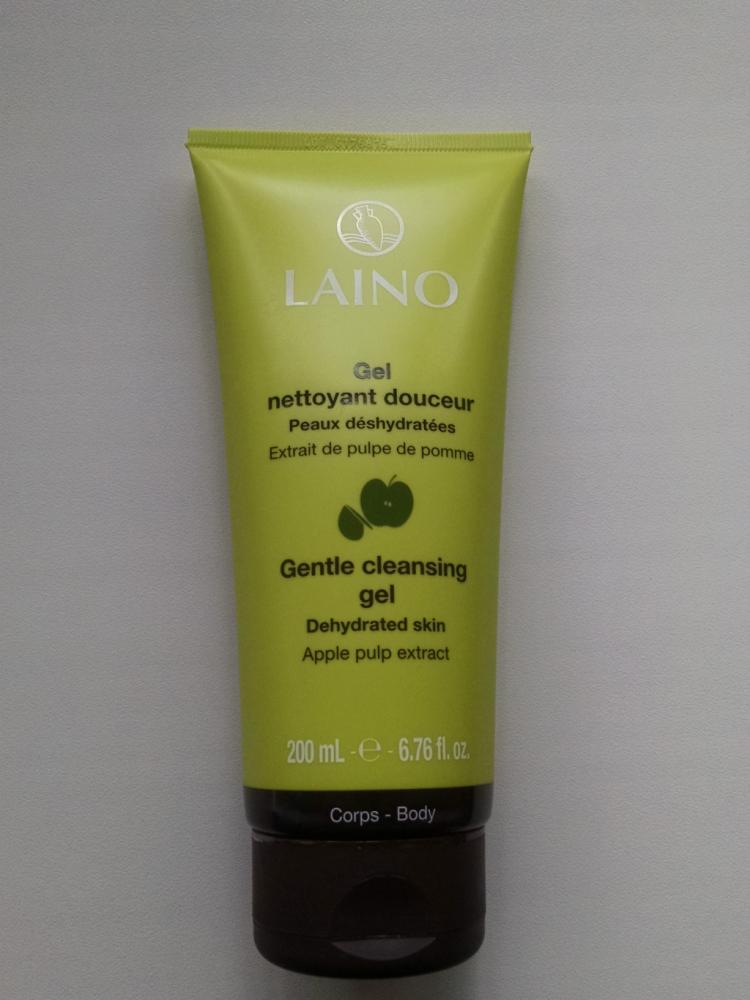 LAINO
Gel
nettoyant douceur
Peaux déshydratées
Extrait de pulpe de pomme
Gentle cleansing
gel
Dehydrated skin
Apple pulp extract
200 mL - ℮ - 6.76 fl. oz.
Corps - Body